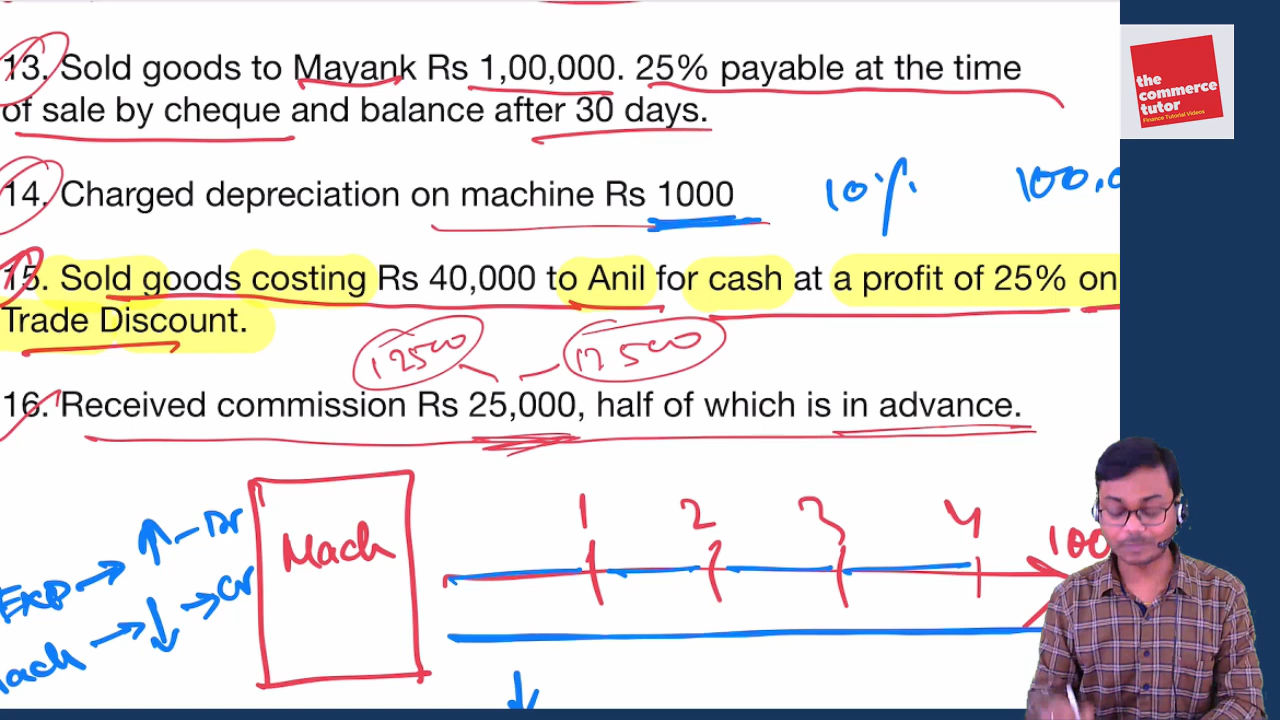 13. Sold goods to Mayank Rs 1,00,000. 25% payable at the time
of sale by cheque and balance after 30 days.
14. Charged depreciation on machine Rs 1000
10%
100.0
15. Sold goods costing Rs 40,000 to Anil for cash at a profit of 25% on
Trade Discount.
12500
12500
16. Received commission Rs 25,000, half of which is in advance.
Exp → ↑ - Dr
Mach → ↓ → Cr
Mach
1 2 3 4
100
↓
the
commerce
tutor
Finance Tutorial Videos